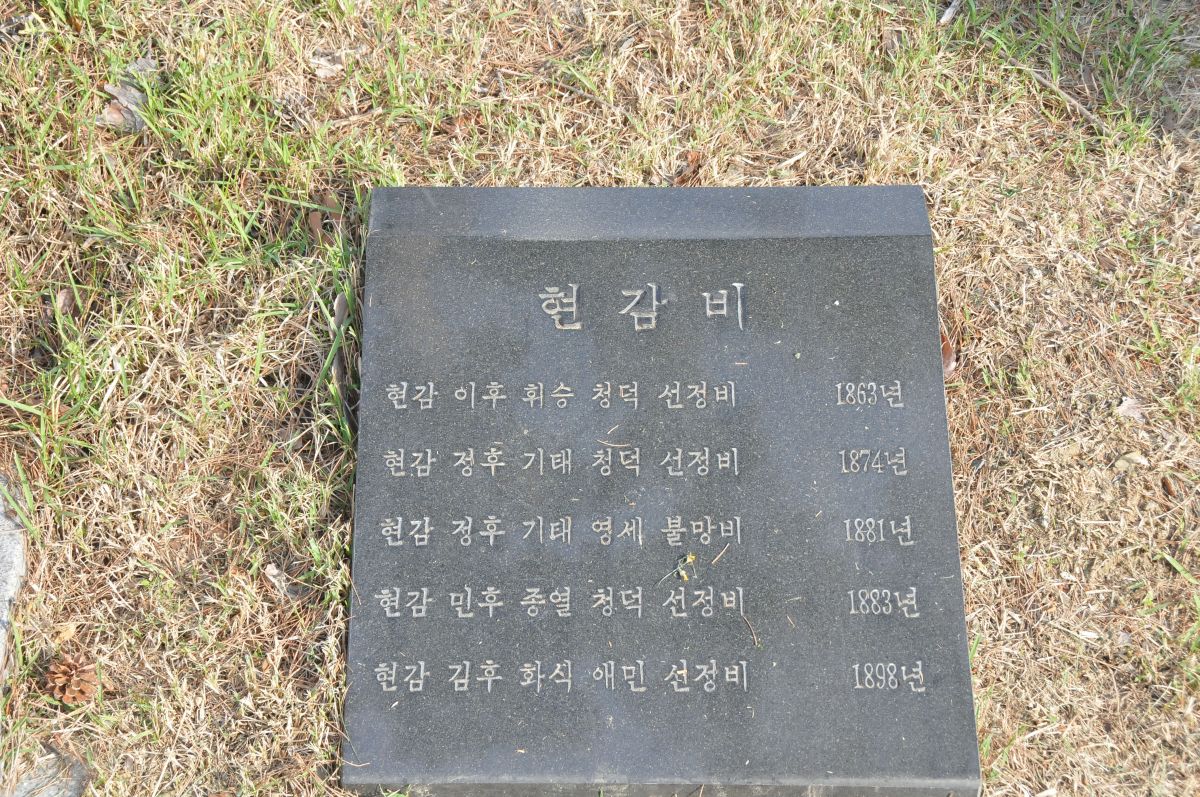 현감비
현감 이후 휘승 청덕 선정비 1863년
현감 정후 기태 청덕 선정비 1874년
현감 정후 기태 영세 불망비 1881년
현감 민후 종열 청덕 선정비 1883년
현감 김후 화식 애민 선정비 1898년